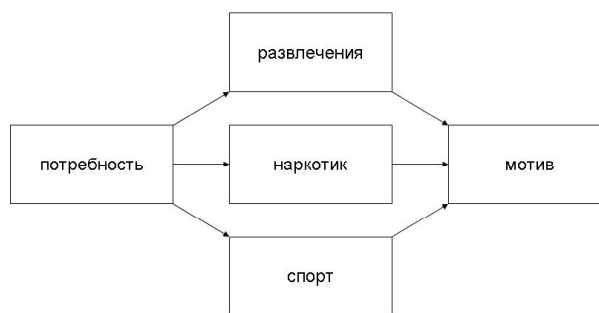 развлечения
потребность
наркотик
мотив
спорт